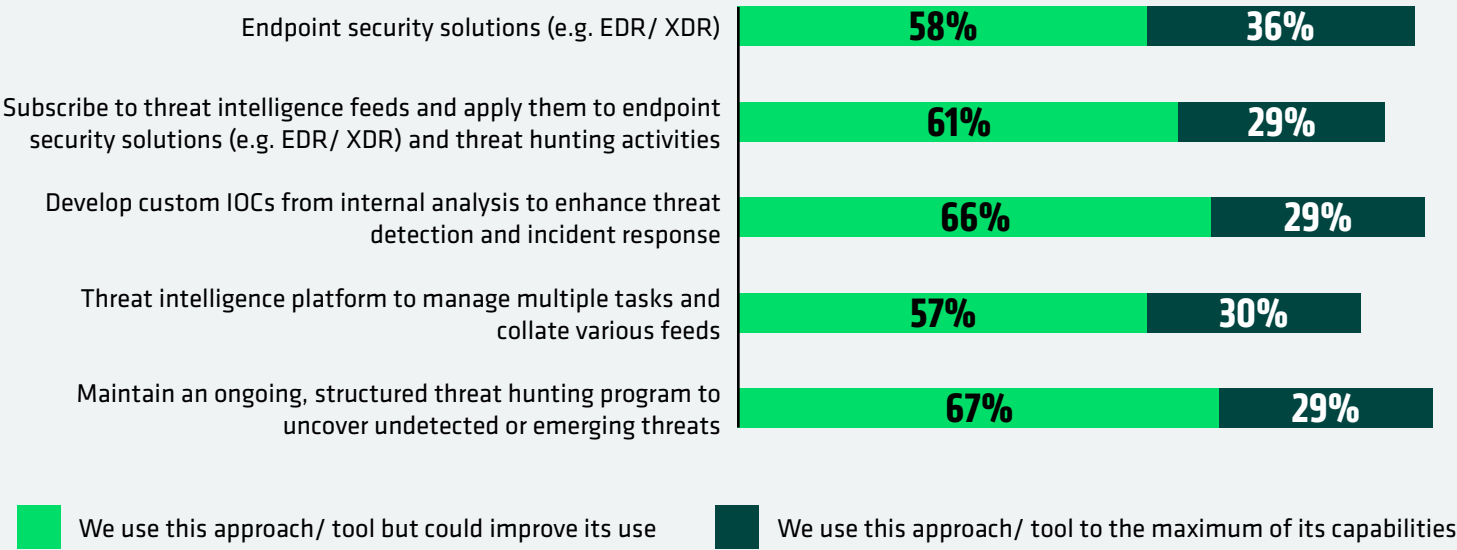 Endpoint security solutions (e.g. EDR/ XDR)
58%
36%
Subscribe to threat intelligence feeds and apply them to endpoint
security solutions (e.g. EDR/ XDR) and threat hunting activities
61%
29%
Develop custom IOCs from internal analysis to enhance threat
detection and incident response
66%
29%
Threat intelligence platform to manage multiple tasks and
collate various feeds
57%
30%
Maintain an ongoing, structured threat hunting program to
uncover undetected or emerging threats
67%
29%
We use this approach/ tool but could improve its use
We use this approach/ tool to the maximum of its capabilities